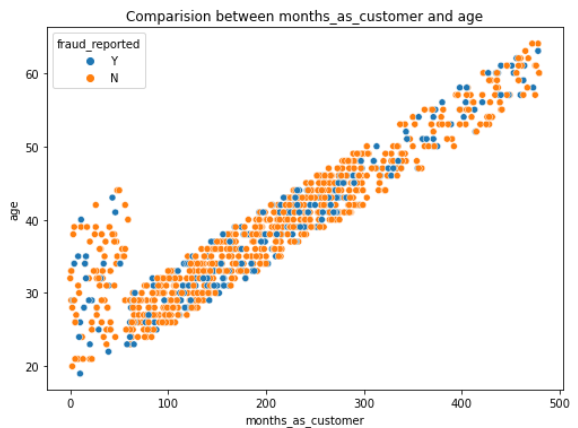 Comparision between months_as_customer and age
fraud_reported
Y
N
age
60
50
40
30
20
0 100 200 300 400 500
months_as_customer